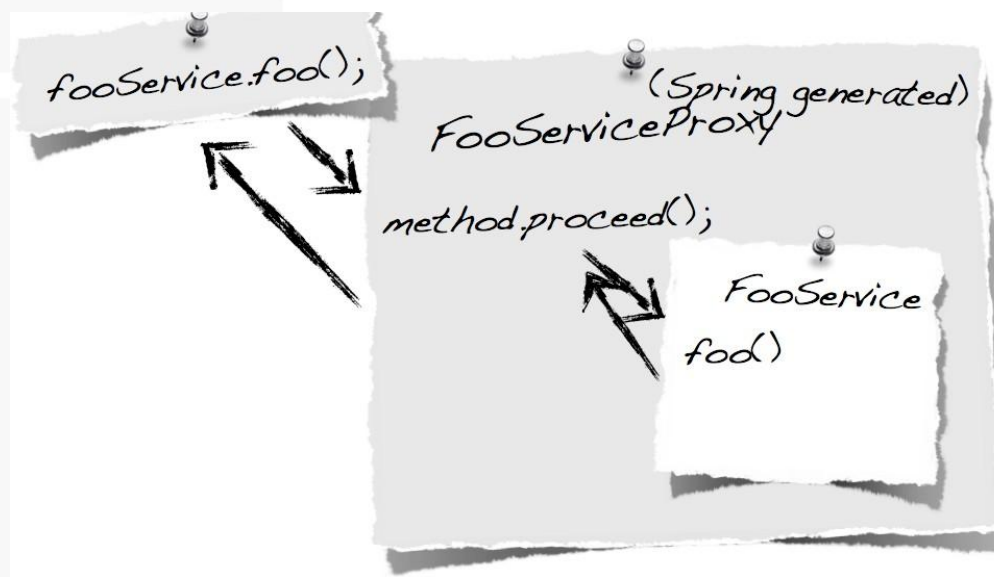 fooService.foo();
(Spring generated)
FooServiceProxy
method.proceed();
FooService
foo()